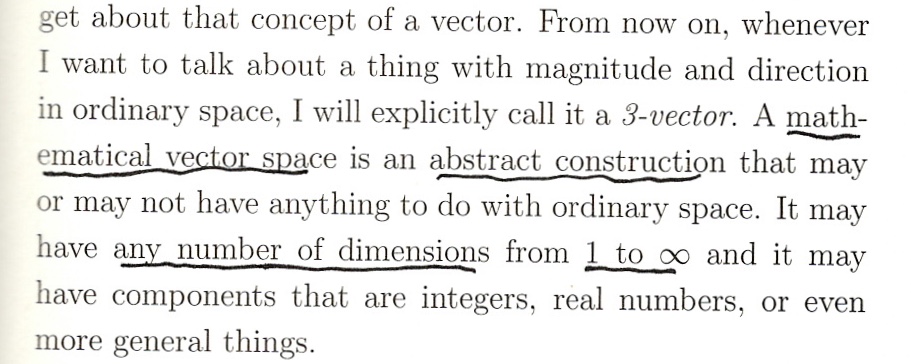 get about that concept of a vector. From now on, whenever
I want to talk about a thing with magnitude and direction
in ordinary space, I will explicitly call it a 3-vector. A math-
ematical vector space is an abstract construction that may
or may not have anything to do with ordinary space. It may
have any number of dimensions from 1 to ∞ and it may
have components that are integers, real numbers, or even
more general things.